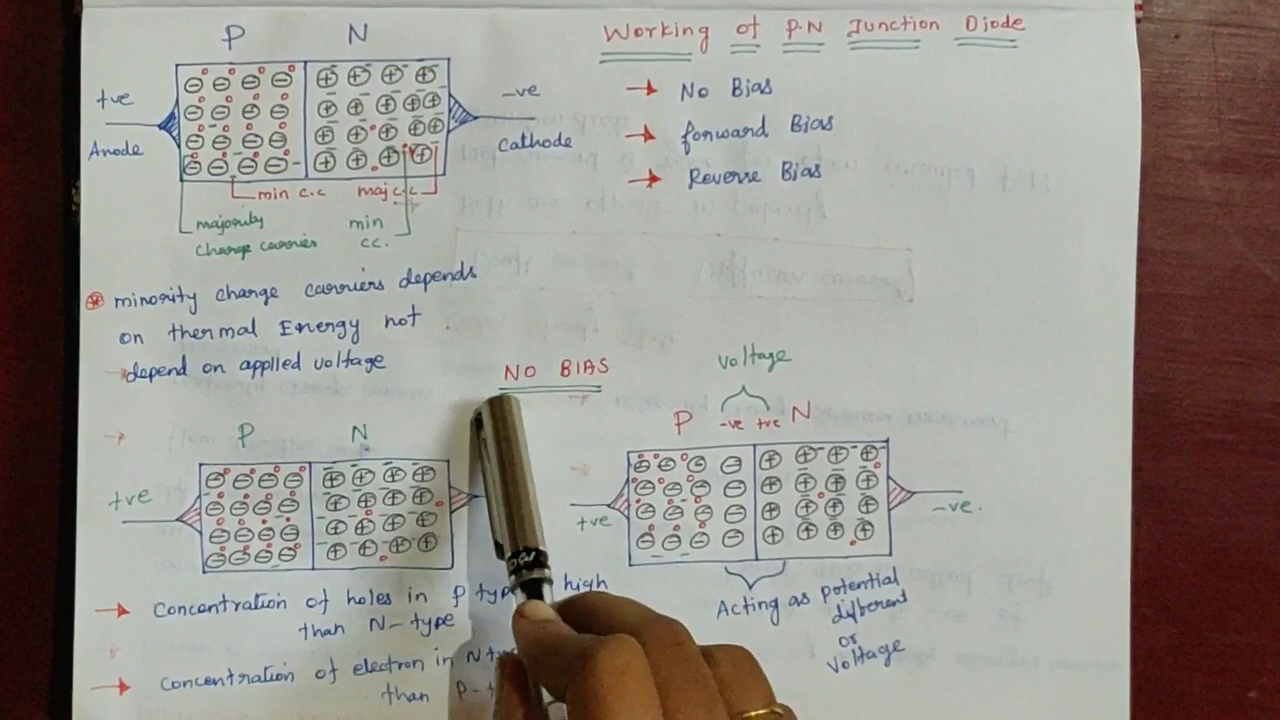 Working of P-N Junction Diode
P N
+ve
Anode
-ve
Cathode
→ No Bias
→ forward Bias
→ Reverse Bias
min c.c
maj c.c
majority
charge carrier
min
cc.
minority charge carriers depends
on thermal Energy not
depend on applied voltage
NO BIAS
voltage
P N
+ve
P -ve +ve N
+ve
-ve.
→ Concentration of holes in P type high
than N-type
→ Concentration of electron in N
than P-
Acting as potential
different
or
voltage